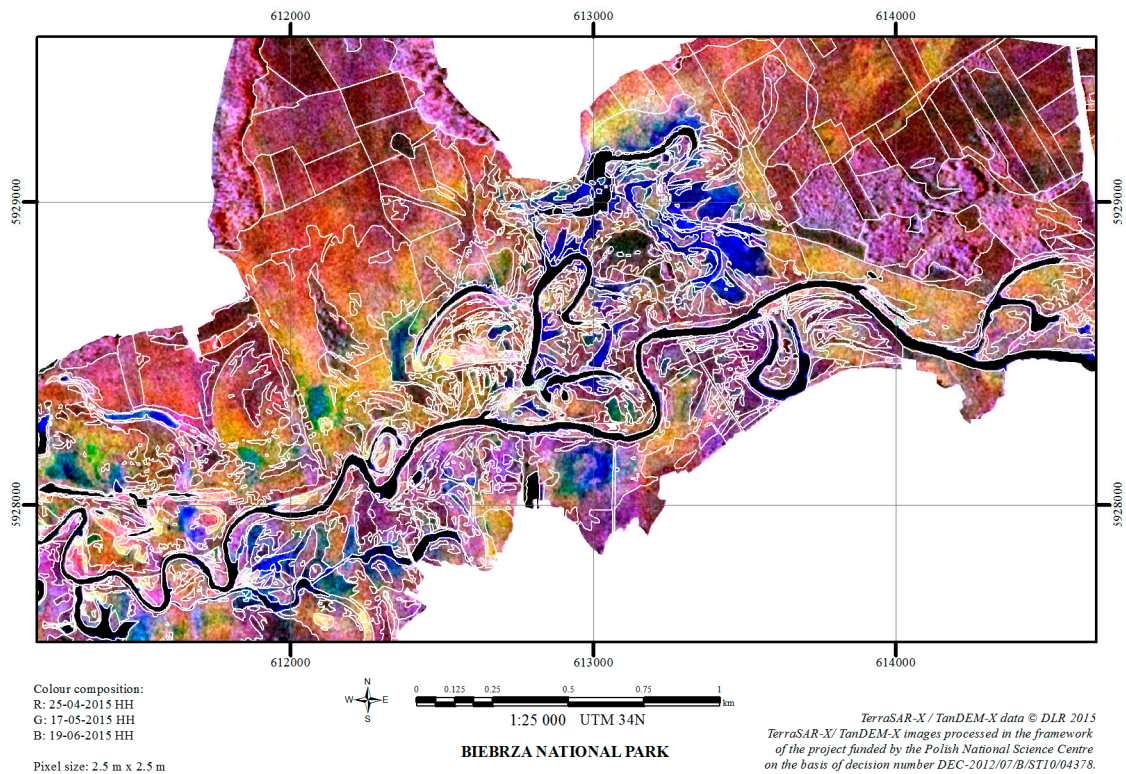 612000 613000 614000
5929000 5929000
5928000 5928000
612000 613000 614000
Colour composition:
R: 25-04-2015 HH
G: 17-05-2015 HH
B: 19-06-2015 HH
Pixel size: 2.5 m x 2.5 m
N
W E
S
0 0.125 0.25 0.5 0.75 1
km
1:25 000 UTM 34N
BIEBRZA NATIONAL PARK
TerraSAR-X / TanDEM-X data © DLR 2015
TerraSAR-X/ TanDEM-X images processed in the framework
of the project funded by the Polish National Science Centre
on the basis of decision number DEC-2012/07/B/ST10/04378.